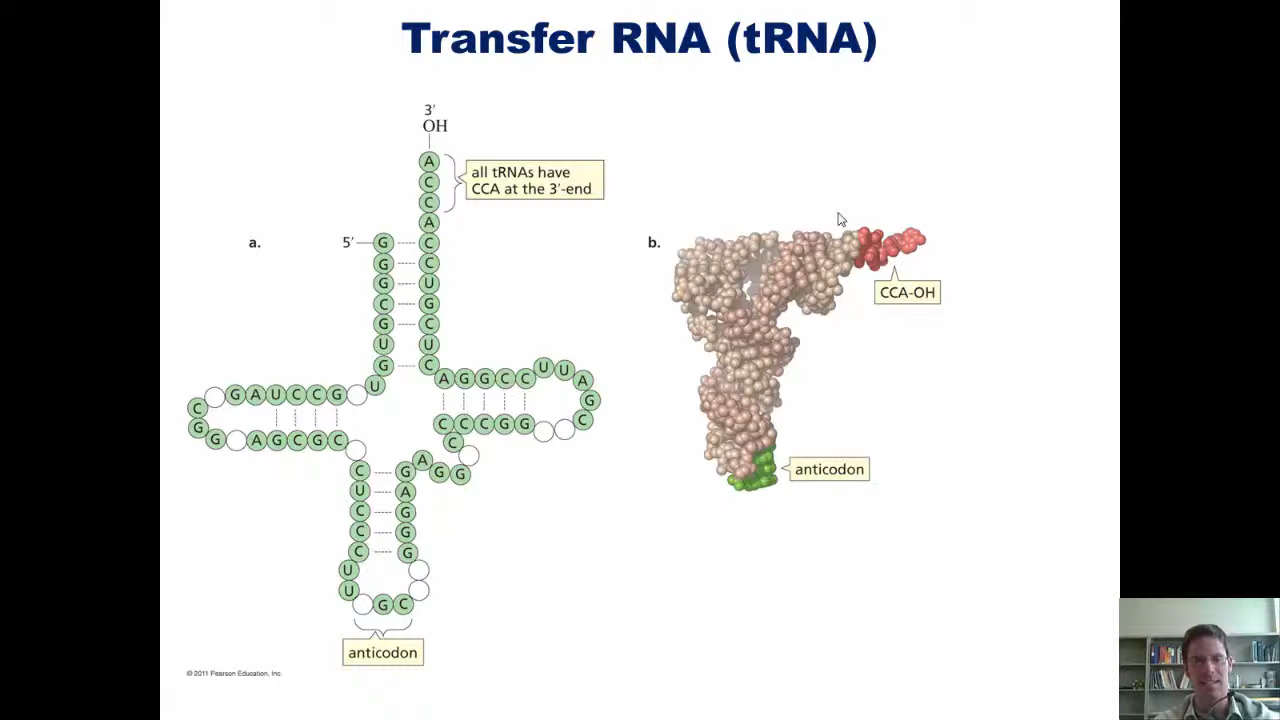 Transfer RNA (tRNA)
3′
OH
A
C
C
A
C
C
U
G
C
U
C
all tRNAs have
CCA at the 3′-end
a.
5′
G
G
G
C
G
U
G
U
G A U C C G
C
G
G
A G C G C
A G G C C U U A
G
C
C C C G G
C
G
G
A
C
U
C
C
C
U
U
G C
G
A
G
G
G
anticodon
b.
CCA-OH
anticodon
© 2011 Pearson Education, Inc.